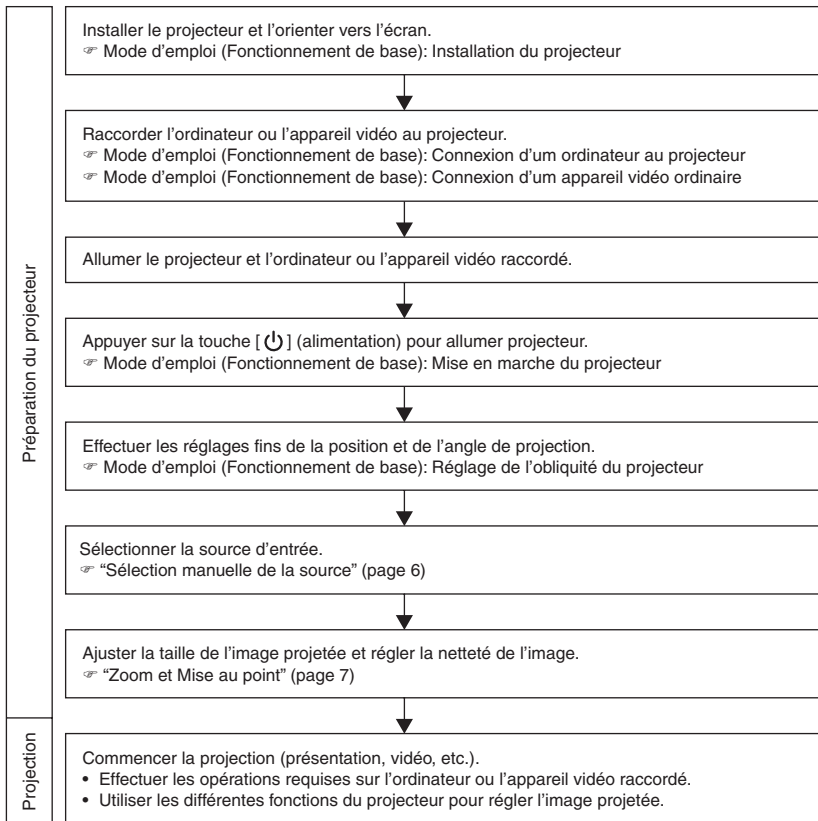 Préparation du projecteur
Installer le projecteur et l'orienter vers l'écran.
☞ Mode d'emploi (Fonctionnement de base): Installation du projecteur
Raccorder l'ordinateur ou l'appareil vidéo au projecteur.
☞ Mode d'emploi (Fonctionnement de base): Connexion d'um ordinateur au projecteur
☞ Mode d'emploi (Fonctionnement de base): Connexion d'um appareil vidéo ordinaire
Allumer le projecteur et l'ordinateur ou l'appareil vidéo raccordé.
Appuyer sur la touche [⏻] (alimentation) pour allumer projecteur.
☞ Mode d'emploi (Fonctionnement de base): Mise en marche du projecteur
Effectuer les réglages fins de la position et de l'angle de projection.
☞ Mode d'emploi (Fonctionnement de base): Réglage de l'obliquité du projecteur
Sélectionner la source d'entrée.
☞ “Sélection manuelle de la source” (page 6)
Ajuster la taille de l'image projetée et régler la netteté de l'image.
☞ “Zoom et Mise au point” (page 7)
Projection
Commencer la projection (présentation, vidéo, etc.).
• Effectuer les opérations requises sur l'ordinateur ou l'appareil vidéo raccordé.
• Utiliser les différentes fonctions du projecteur pour régler l'image projetée.